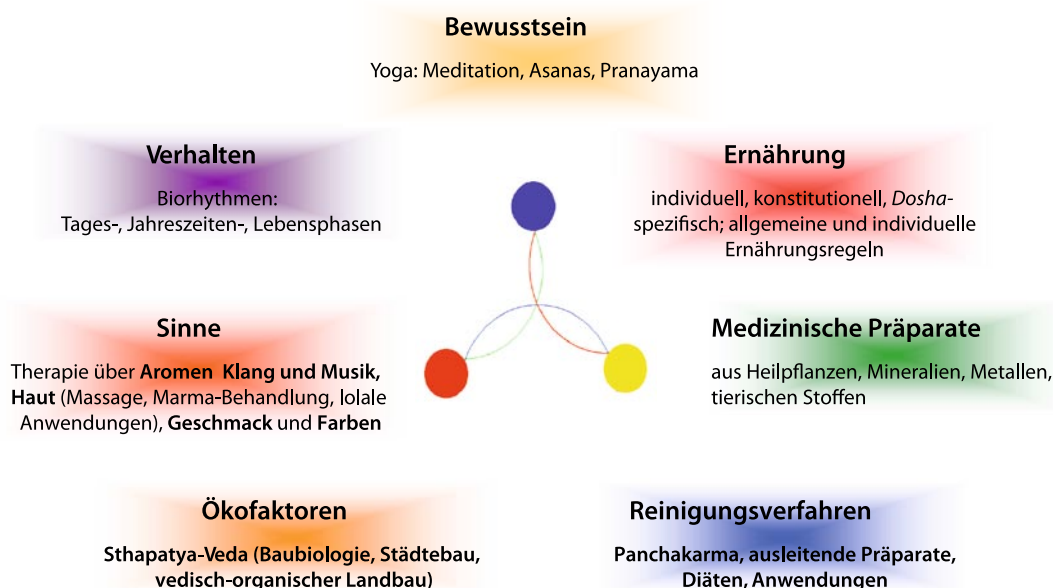 Bewusstsein
Yoga: Meditation, Asanas, Pranayama
Verhalten
Biorhythmen:
Tages-, Jahreszeiten-, Lebensphasen
Ernährung
individuell, konstitutionell, Dosha-
spezifisch; allgemeine und individuelle
Ernährungsregeln
Sinne
Therapie über Aromen Klang und Musik,
Haut (Massage, Marma-Behandlung, lolale
Anwendungen), Geschmack und Farben
Medizinische Präparate
aus Heilpflanzen, Mineralien, Metallen,
tierischen Stoffen
Ökofaktoren
Sthapatya-Veda (Baubiologie, Städtebau,
vedisch-organischer Landbau)
Reinigungsverfahren
Panchakarma, ausleitende Präparate,
Diäten, Anwendungen